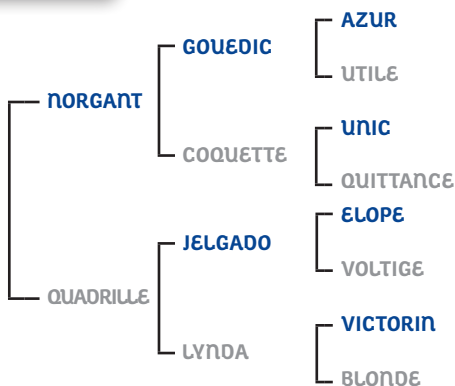 AZUR
GOUEDIC
UTILE
NORGANT
UNIC
COQUETTE
QUITTANCE
ELOPE
JELGADO
VOLTIGE
QUADRILLE
VICTORIN
LYNDA
BLONDE